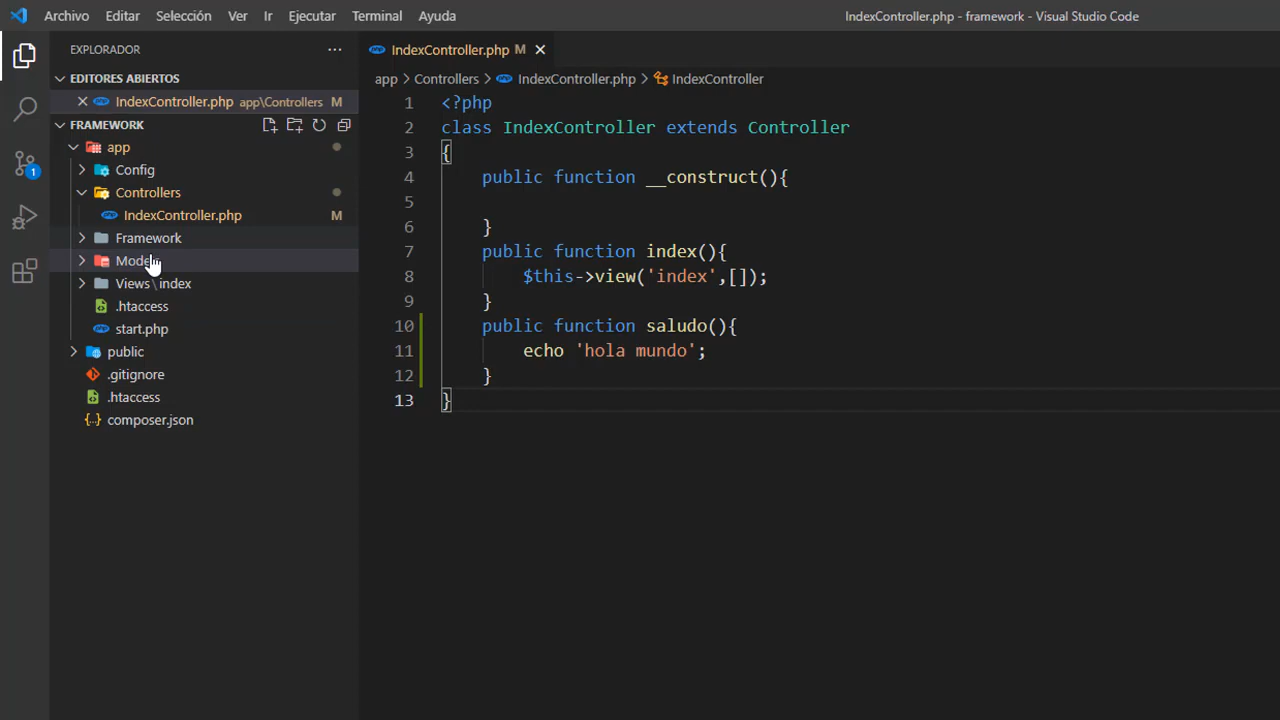 Archivo Editar Selección Ver Ir Ejecutar Terminal Ayuda IndexController.php - framework - Visual Studio Code
EXPLORADOR ...
EDITORES ABIERTOS
IndexController.php app\Controllers M
FRAMEWORK
app
Config
Controllers
IndexController.php M
Framework
Views\index
.htaccess
start.php
public
.gitignore
.htaccess
composer.json
1
IndexController.php M
app > Controllers > IndexController.php > IndexController
1 <?php
2 class IndexController extends Controller
3 {
4 public function __construct(){
5
6 }
7 public function index(){
8 $this->view('index',[]);
9 }
10 public function saludo(){
11 echo 'hola mundo';
12 }
13 }